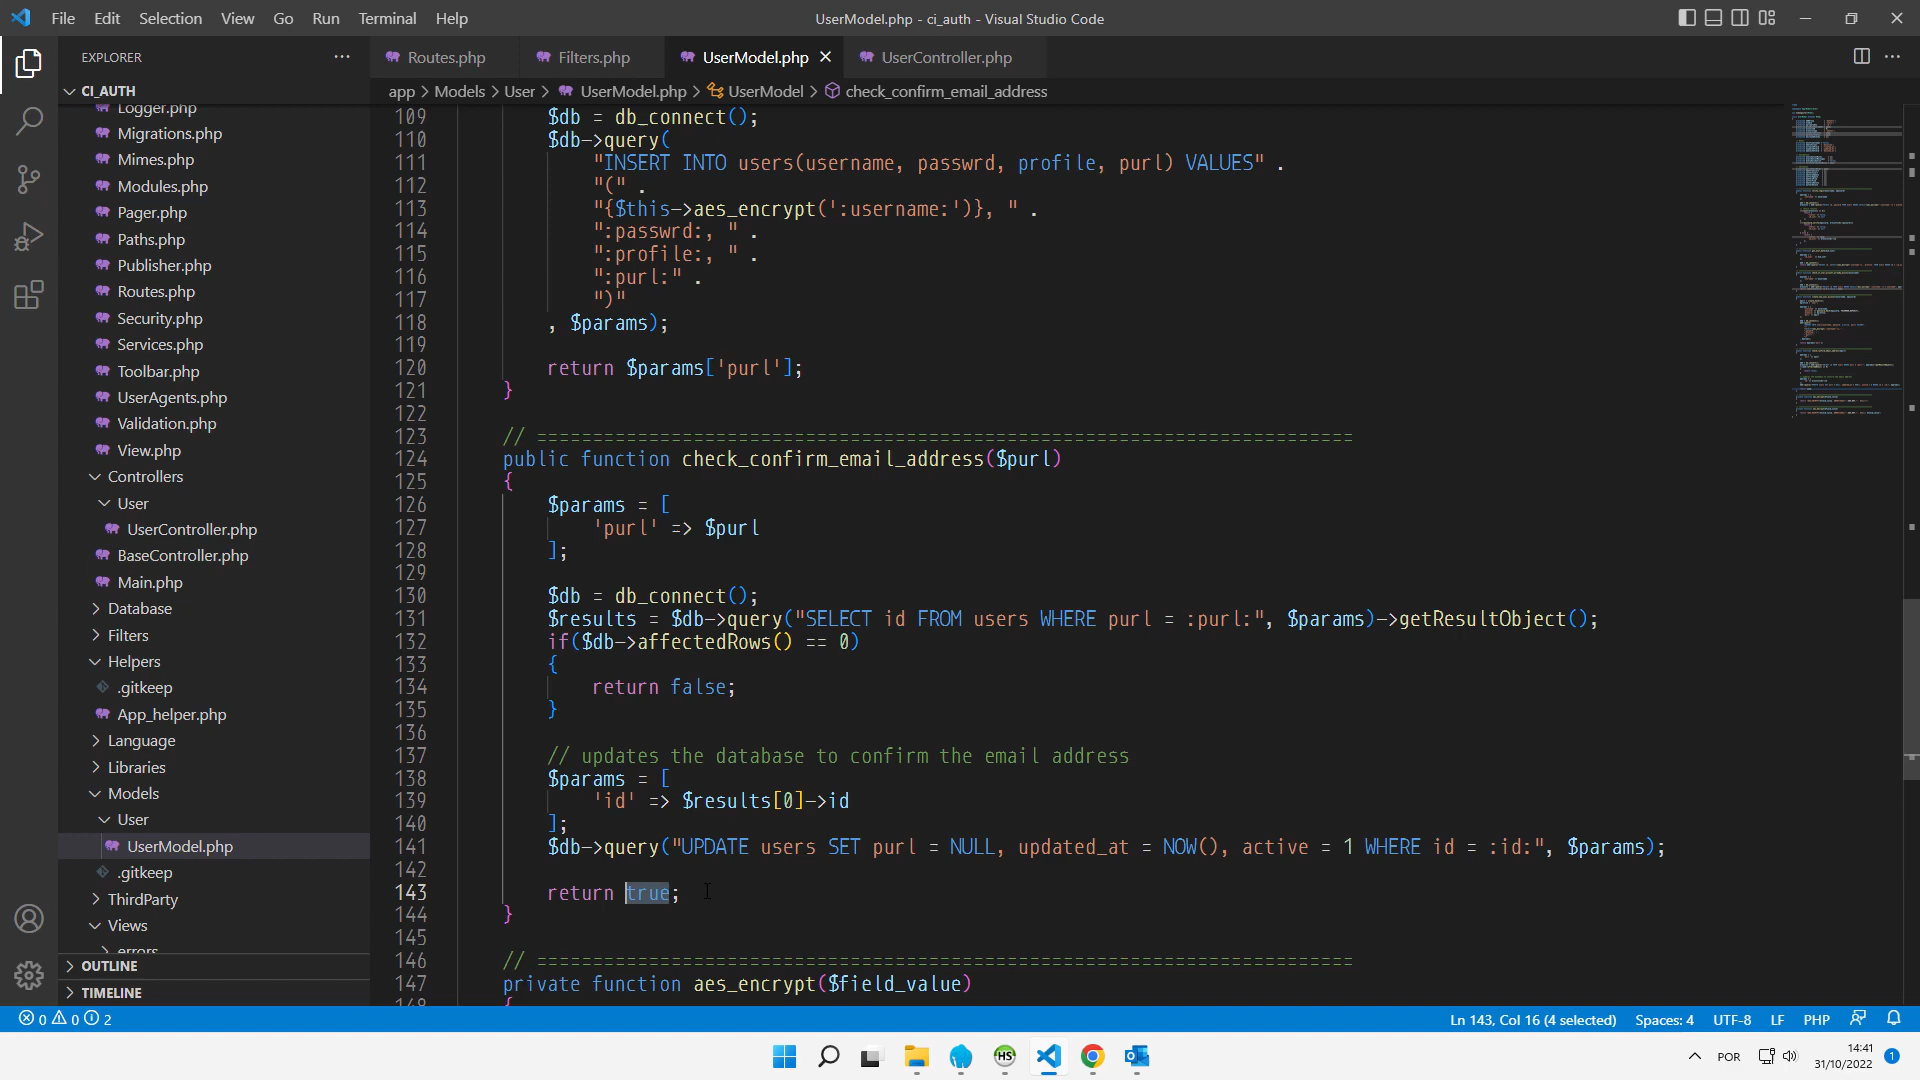 File Edit Selection View Go Run Terminal Help
UserModel.php - ci_auth - Visual Studio Code
EXPLORER
Routes.php
Filters.php
UserModel.php
UserController.php
CI_AUTH
app > Models > User > UserModel.php > UserModel > check_confirm_email_address
Logger.php
Migrations.php
Mimes.php
Modules.php
Pager.php
Paths.php
Publisher.php
Routes.php
Security.php
Services.php
Toolbar.php
UserAgents.php
Validation.php
View.php
Controllers
User
UserController.php
BaseController.php
Main.php
Database
Filters
Helpers
.gitkeep
App_helper.php
Language
Libraries
Models
User
UserModel.php
.gitkeep
ThirdParty
Views
errors
OUTLINE
TIMELINE
109 $db = db_connect();
110 $db->query(
111 "INSERT INTO users(username, passwrd, profile, purl) VALUES" .
112 "(" .
113 "{$this->aes_encrypt(':username:')}, " .
114 ":passwrd:, " .
115 ":profile:, " .
116 ":purl:" .
117 ")"
118 , $params);
119
120 return $params['purl'];
121 }
122
123 // =========================================================================
124 public function check_confirm_email_address($purl)
125 {
126 $params = [
127 'purl' => $purl
128 ];
129
130 $db = db_connect();
131 $results = $db->query("SELECT id FROM users WHERE purl = :purl:", $params)->getResultObject();
132 if($db->affectedRows() == 0)
133 {
134 return false;
135 }
136
137 // updates the database to confirm the email address
138 $params = [
139 'id' => $results[0]->id
140 ];
141 $db->query("UPDATE users SET purl = NULL, updated_at = NOW(), active = 1 WHERE id = :id:", $params);
142
143 return true;
144 }
145
146 // =========================================================================
147 private function aes_encrypt($field_value)
148 {
0 0 2
Ln 143, Col 16 (4 selected) Spaces: 4 UTF-8 LF PHP
HS
POR
14:41
31/10/2022
1